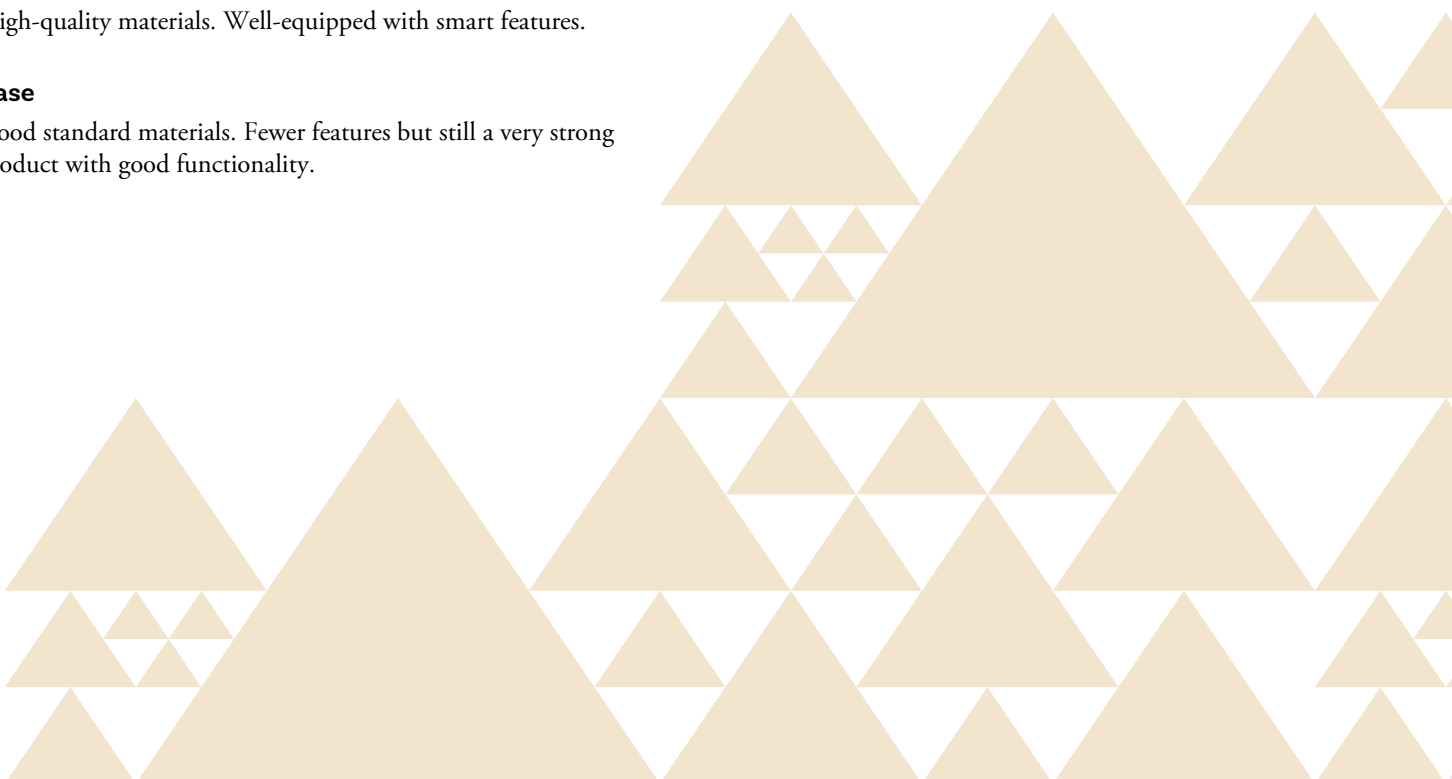 igh-quality materials. Well-equipped with smart features.
ase
ood standard materials. Fewer features but still a very strong
oduct with good functionality.